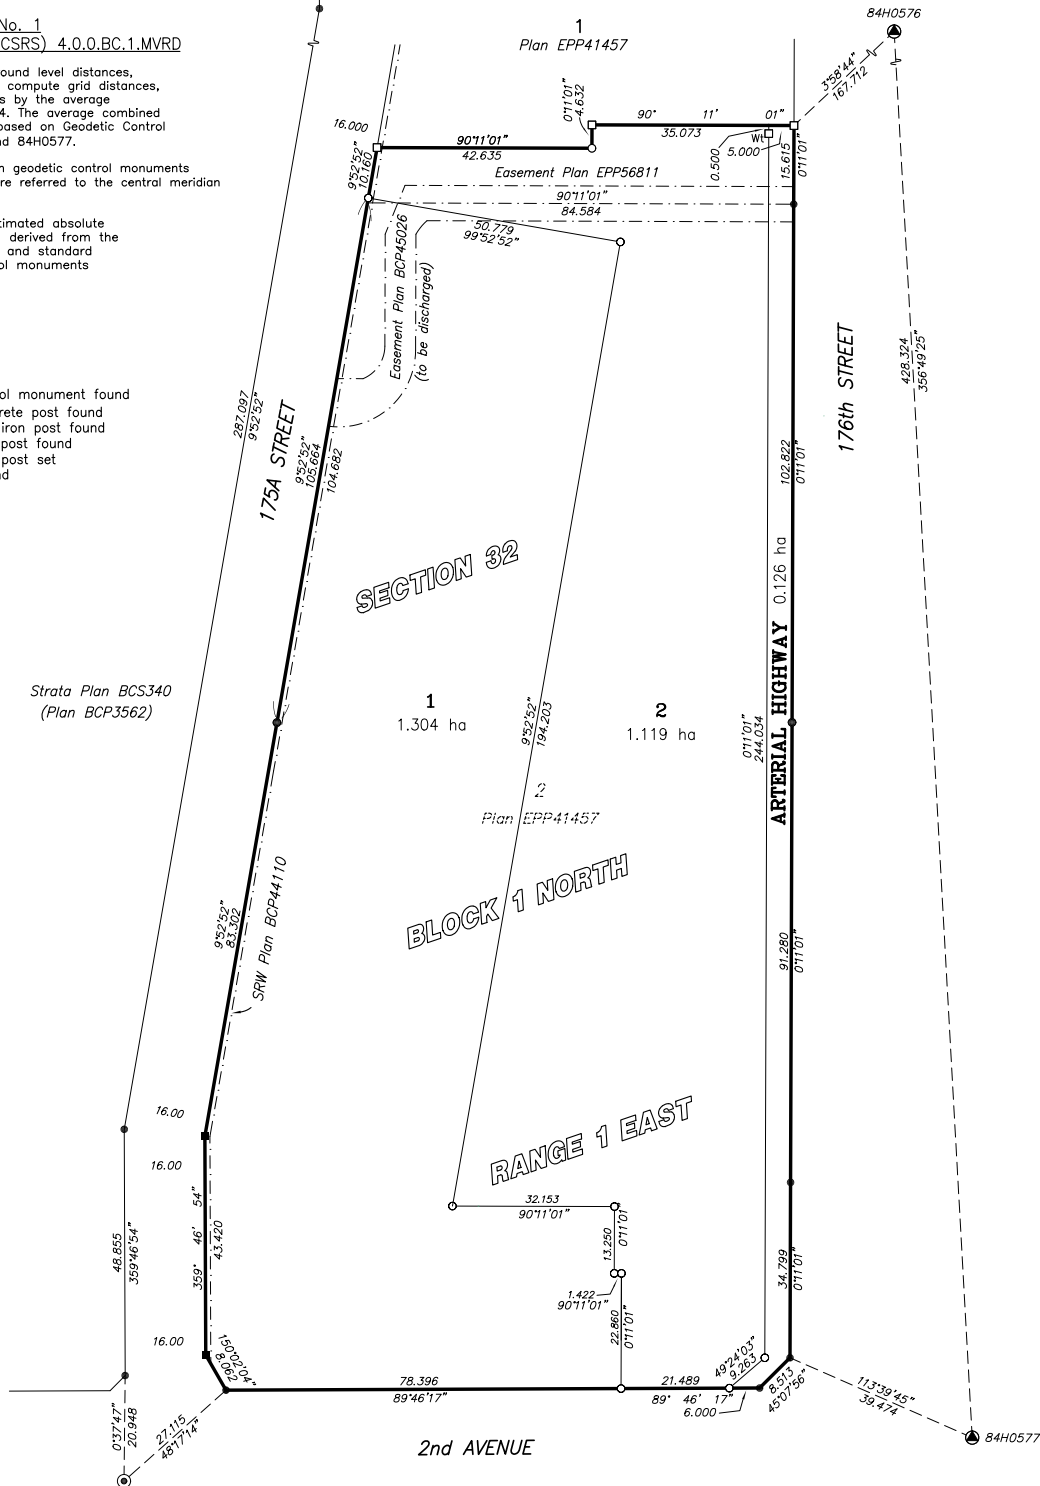 No. 1
CSRS) 4.0.0.BC.1.MVRD
ound level distances,
compute grid distances,
s by the average
4. The average combined
based on Geodetic Control
nd 84H0577.
n geodetic control monuments
re referred to the central meridian
timated absolute
derived from the
and standard
ol monuments
ol monument found
rete post found
iron post found
post found
post set
nd
1
Plan EPP41457
84H0576
3°58'44"
167.712
0°11'01"
4.632
90° 11' 01"
35.073
16.000
90°11'01"
42.635
9°52'52"
10.160
0.500
Wt
5.000
15.615
0°11'01"
Easement Plan EPP56811
90°11'01"
84.584
50.779
99°52'52"
Easement Plan BCP45026
(to be discharged)
428.324
356°49'25"
176th STREET
287.097
9°52'52"
175A STREET
9°52'52"
105.664
104.682
102.822
0°11'01"
SECTION 32
ARTERIAL HIGHWAY 0.126 ha
Strata Plan BCS340
(Plan BCP3562)
1
1.304 ha
9°52'52"
194.203
2
1.119 ha
0°11'01"
244.034
2
Plan EPP41457
BLOCK 1 NORTH
9°52'52"
83.302
SRW Plan BCP44110
91.280
0°11'01"
RANGE 1 EAST
16.00
16.00
32.153
90°11'01"
13.250
0°11'01"
48.855
359°46'54"
359° 46' 54"
43.420
34.799
0°11'01"
1.422
90°11'01"
22.860
0°11'01"
16.00
150°02'04"
8.062
49°24'03"
9.263
78.396
89°46'17"
21.489
89° 46' 17"
6.000
8.513
45°07'56"
113°39'45"
39.474
84H0577
0°37'47"
20.948
27.115
48°17'14"
2nd AVENUE